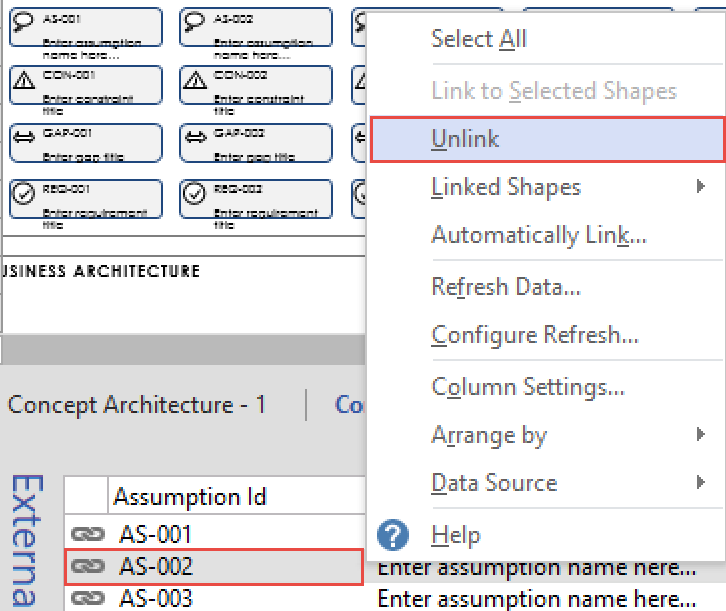 AS-001
AS-002
Enter assumption
name here...
Enter assumption
name here...
CON-001
CON-002
Enter constraint
title
Enter constraint
title
GAP-001
GAP-002
Enter gap title
Enter gap title
REQ-001
REQ-002
Enter requirement
title
Enter requirement
title
USINESS ARCHITECTURE
Select All
Link to Selected Shapes
Unlink
Linked Shapes
Automatically Link...
Refresh Data...
Configure Refresh...
Column Settings...
Arrange by
Data Source
Help
Concept Architecture - 1
Co
Externa
Assumption Id
AS-001
AS-002
Enter assumption name here...
AS-003
Enter assumption name here...